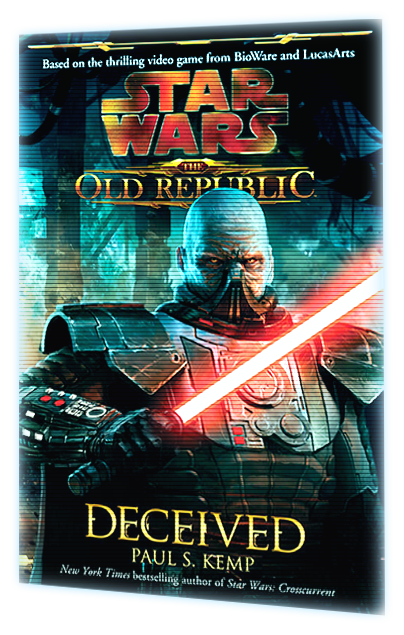 Based on the thrilling video game from BioWare and LucasArts
STAR
WARS
THE
OLD REPUBLIC
DECEIVED
PAUL S. KEMP
New York Times bestselling author of Star Wars: Crosscurrent